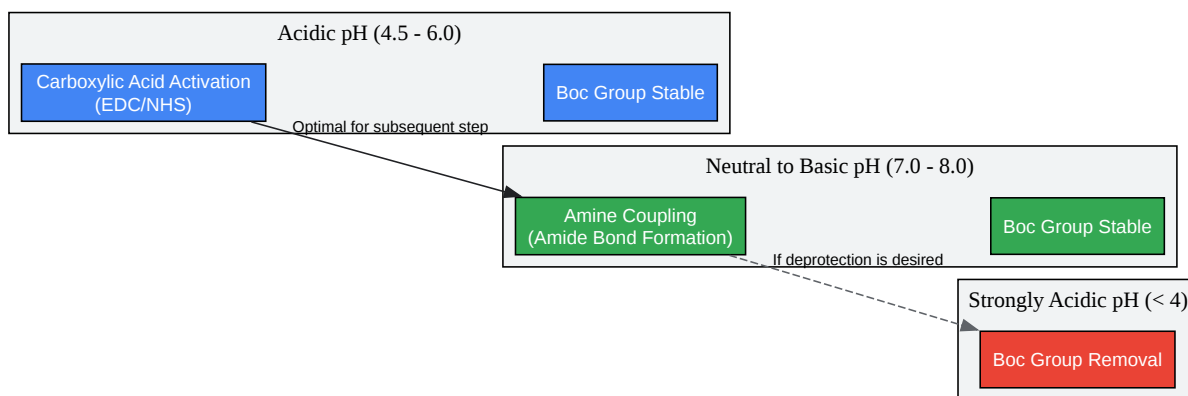 Acidic pH (4.5 - 6.0)
Carboxylic Acid Activation
(EDC/NHS)
Boc Group Stable
Optimal for subsequent step
Neutral to Basic pH (7.0 - 8.0)
Amine Coupling
(Amide Bond Formation)
Boc Group Stable
If deprotection is desired
Strongly Acidic pH (< 4)
Boc Group Removal